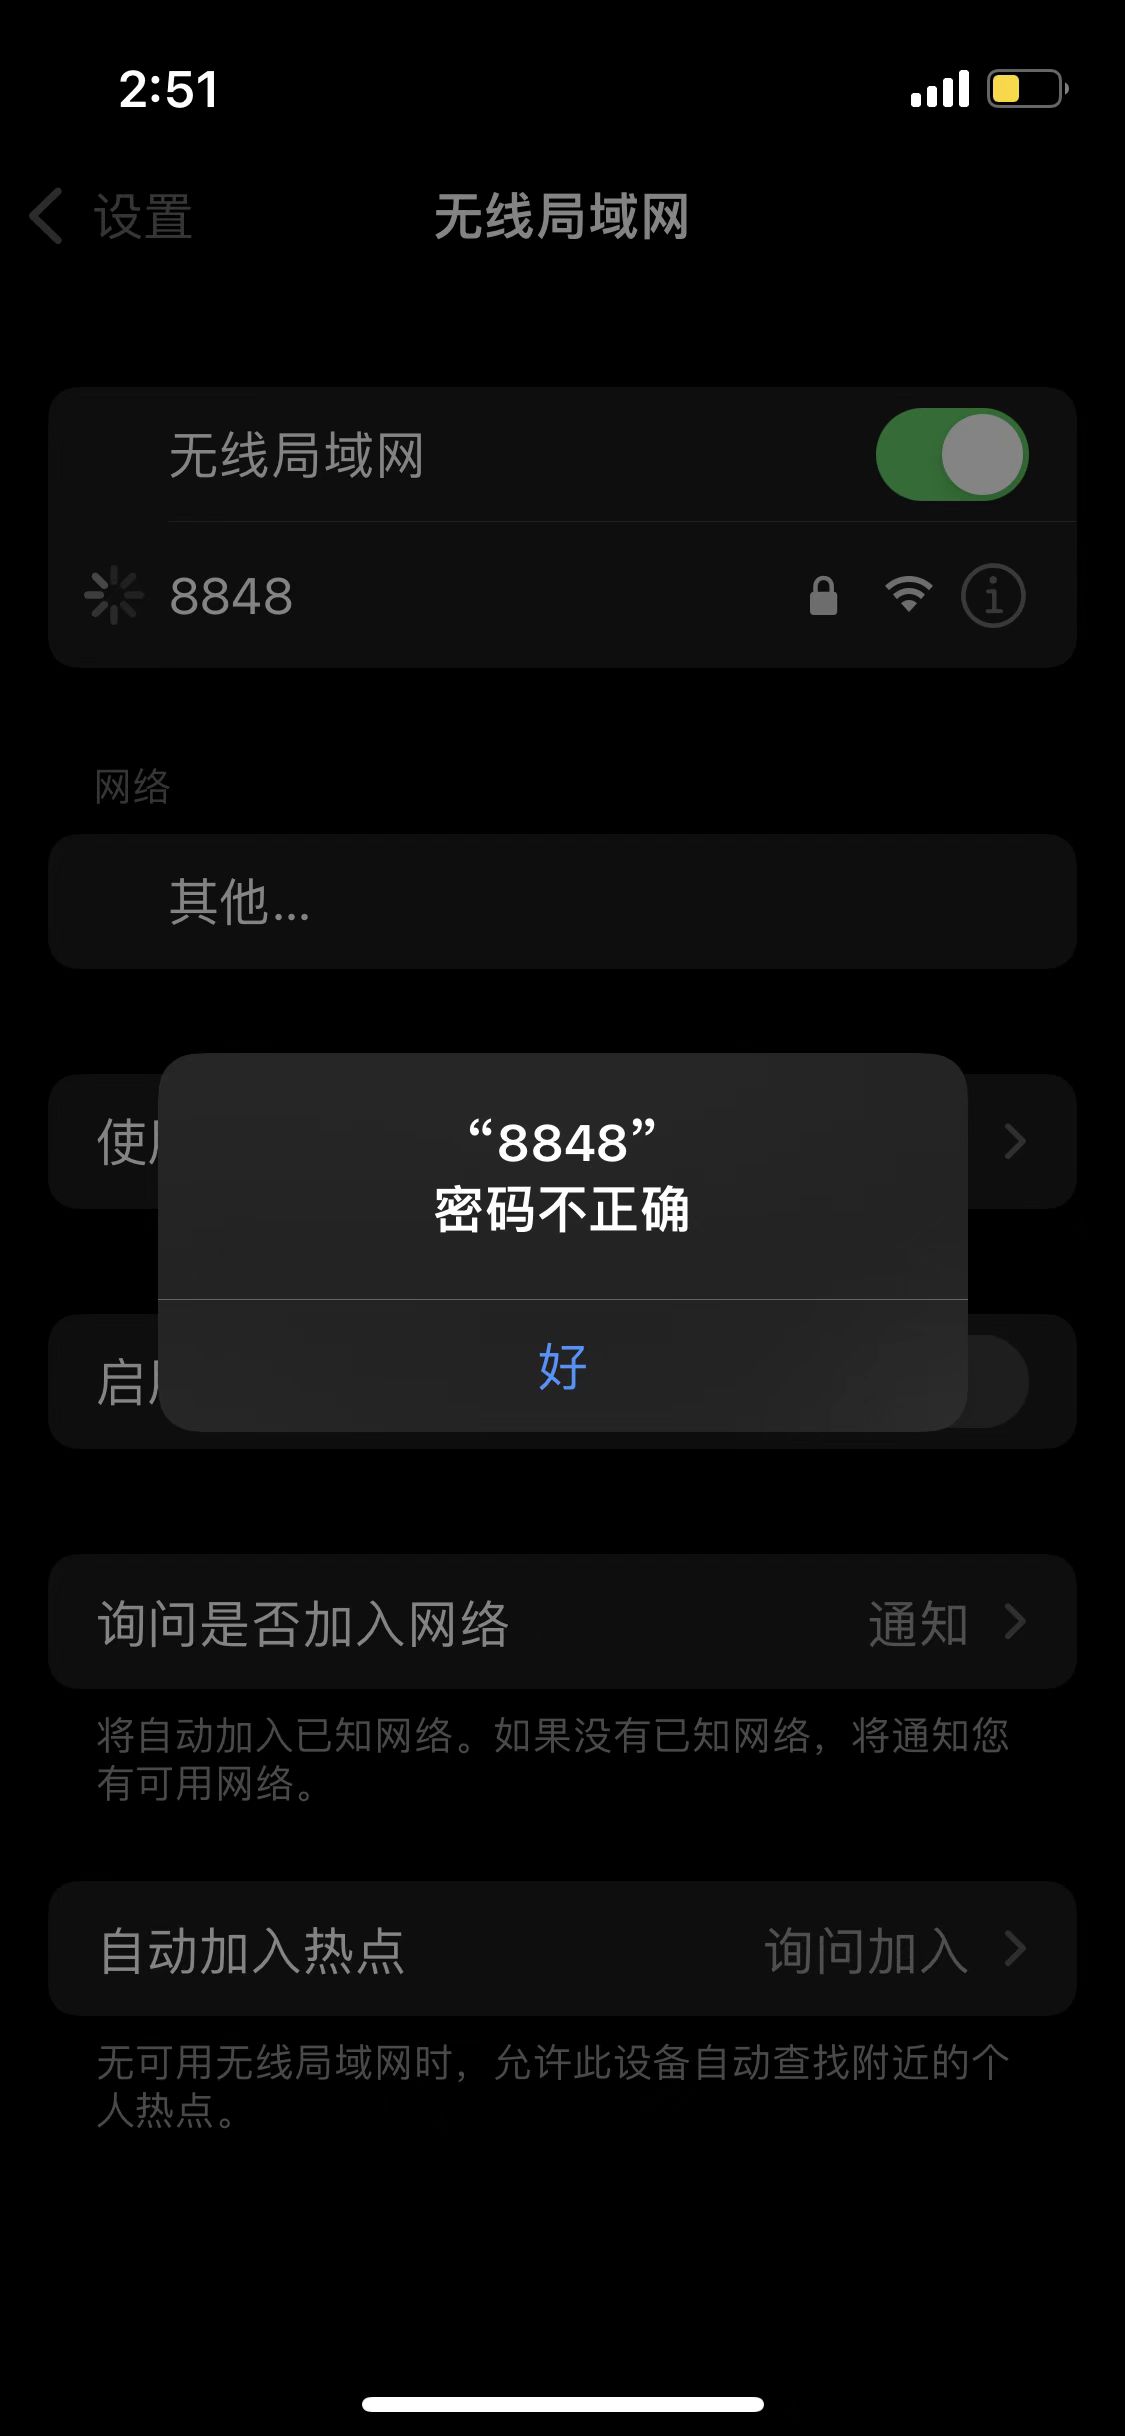 2:51
设置
无线局域网
无线局域网
8848
网络
其他...
使
“8848”
密码不正确
启
好
询问是否加入网络 通知
将自动加入已知网络。如果没有已知网络，将通知您
有可用网络。
自动加入热点 询问加入
无可用无线局域网时，允许此设备自动查找附近的个
人热点。